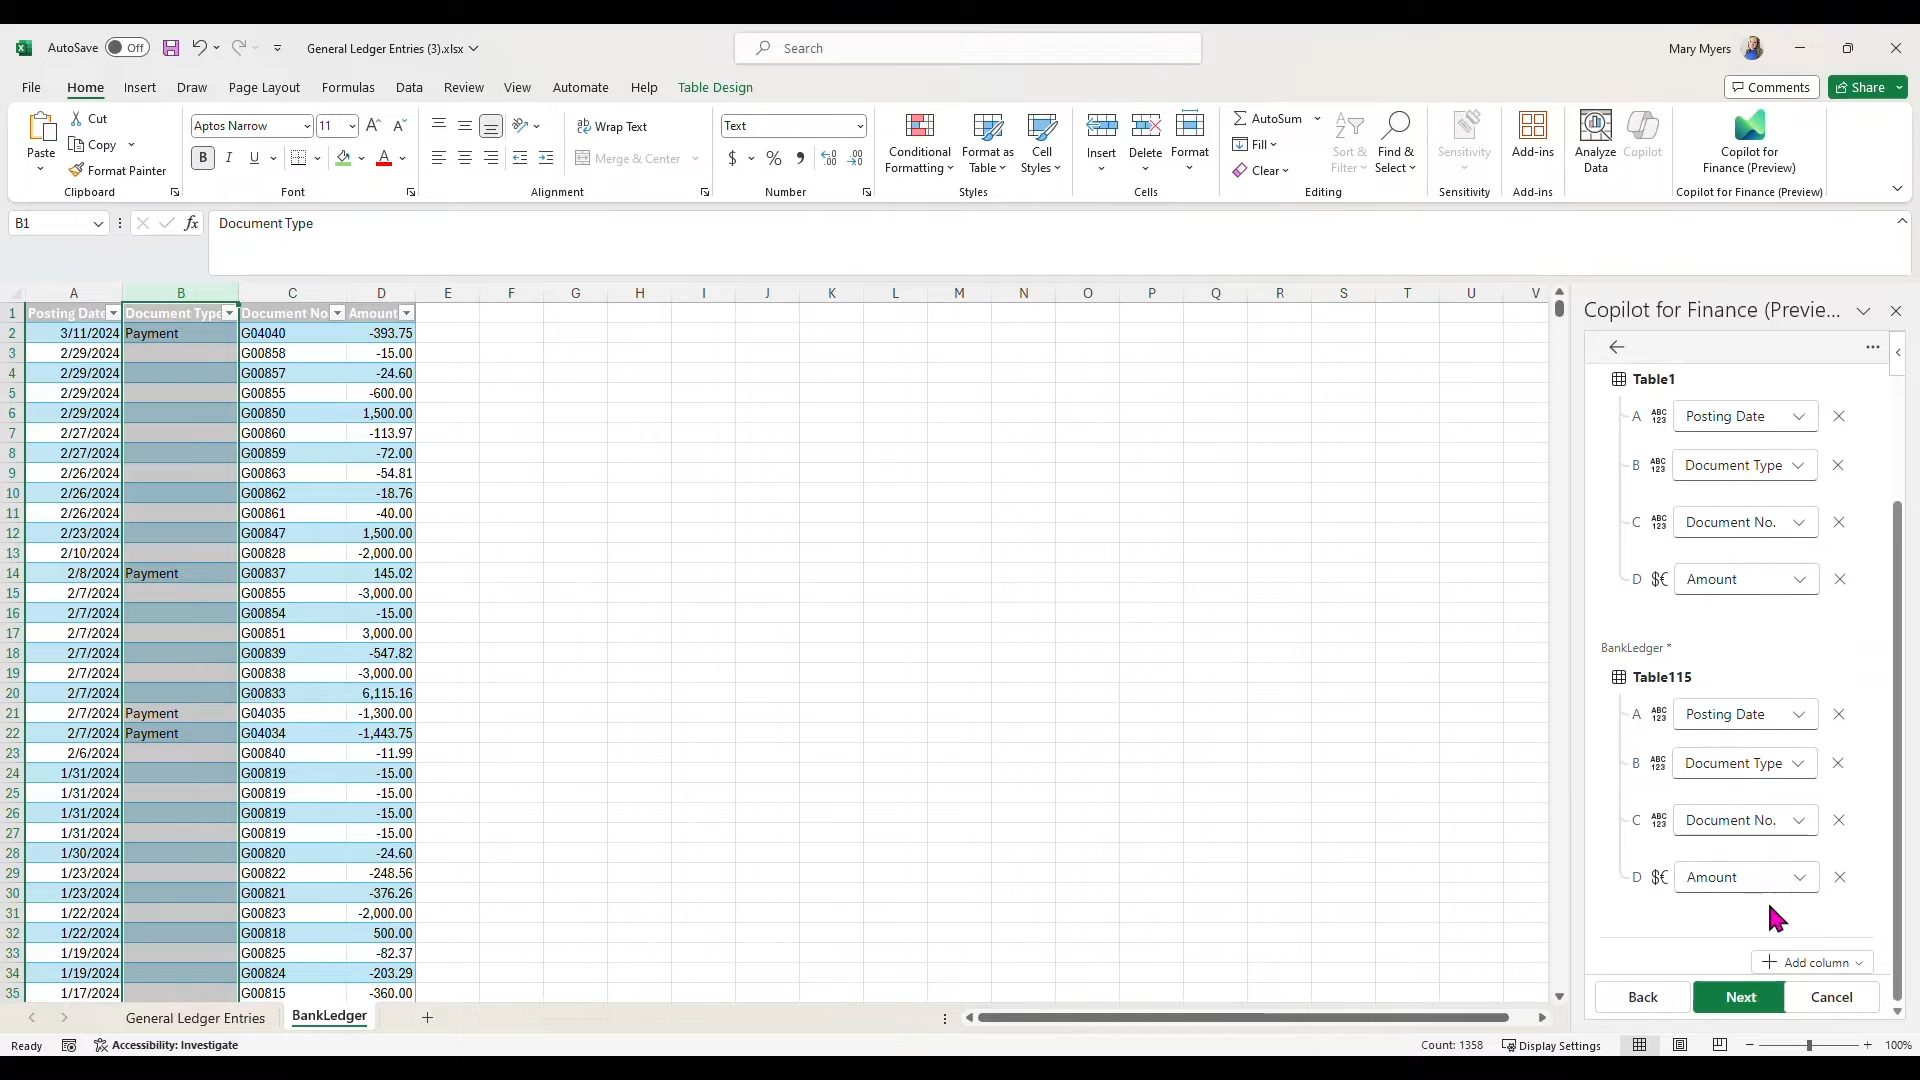 AutoSave Off General Ledger Entries (3).xlsx Search Mary Myers
File Home Insert Draw Page Layout Formulas Data Review View Automate Help Table Design Comments Share
Paste Cut Copy Format Painter Clipboard
Aptos Narrow 11 B I U A Font
Wrap Text Merge & Center Alignment
Text $ % Number
Conditional Formatting Format as Table Cell Styles Styles
Insert Delete Format Cells
AutoSum Fill Clear Sort & Filter Find & Select Editing
Sensitivity Sensitivity
Add-ins Add-ins
Analyze Data Copilot
Copilot for Finance (Preview) Copilot for Finance (Preview)
B1 fx Document Type
A B C D E F G H I J K L M N O P Q R S T U V
1 Posting Date Document Type Document No Amount
2 3/11/2024 Payment G04040 -393.75
3 2/29/2024 G00858 -15.00
4 2/29/2024 G00857 -24.60
5 2/29/2024 G00855 -600.00
6 2/29/2024 G00850 1,500.00
7 2/27/2024 G00860 -113.97
8 2/27/2024 G00859 -72.00
9 2/26/2024 G00863 -54.81
10 2/26/2024 G00862 -18.76
11 2/26/2024 G00861 -40.00
12 2/23/2024 G00847 1,500.00
13 2/10/2024 G00828 -2,000.00
14 2/8/2024 Payment G00837 145.02
15 2/7/2024 G00855 -3,000.00
16 2/7/2024 G00854 -15.00
17 2/7/2024 G00851 3,000.00
18 2/7/2024 G00839 -547.82
19 2/7/2024 G00838 -3,000.00
20 2/7/2024 G00833 6,115.16
21 2/7/2024 Payment G04035 -1,300.00
22 2/7/2024 Payment G04034 -1,443.75
23 2/6/2024 G00840 -11.99
24 1/31/2024 G00819 -15.00
25 1/31/2024 G00819 -15.00
26 1/31/2024 G00819 -15.00
27 1/31/2024 G00819 -15.00
28 1/30/2024 G00820 -24.60
29 1/23/2024 G00822 -248.56
30 1/23/2024 G00821 -376.26
31 1/22/2024 G00823 -2,000.00
32 1/22/2024 G00818 500.00
33 1/19/2024 G00825 -82.37
34 1/19/2024 G00824 -203.29
35 1/17/2024 G00815 -360.00
Copilot for Finance (Previe...
Table1
A ABC 123 Posting Date
B ABC 123 Document Type
C ABC 123 Document No.
D $€ Amount
BankLedger *
Table115
A ABC 123 Posting Date
B ABC 123 Document Type
C ABC 123 Document No.
D $€ Amount
Add column
Back Next Cancel
General Ledger Entries BankLedger
Ready Accessibility: Investigate Count: 1358 Display Settings 100%